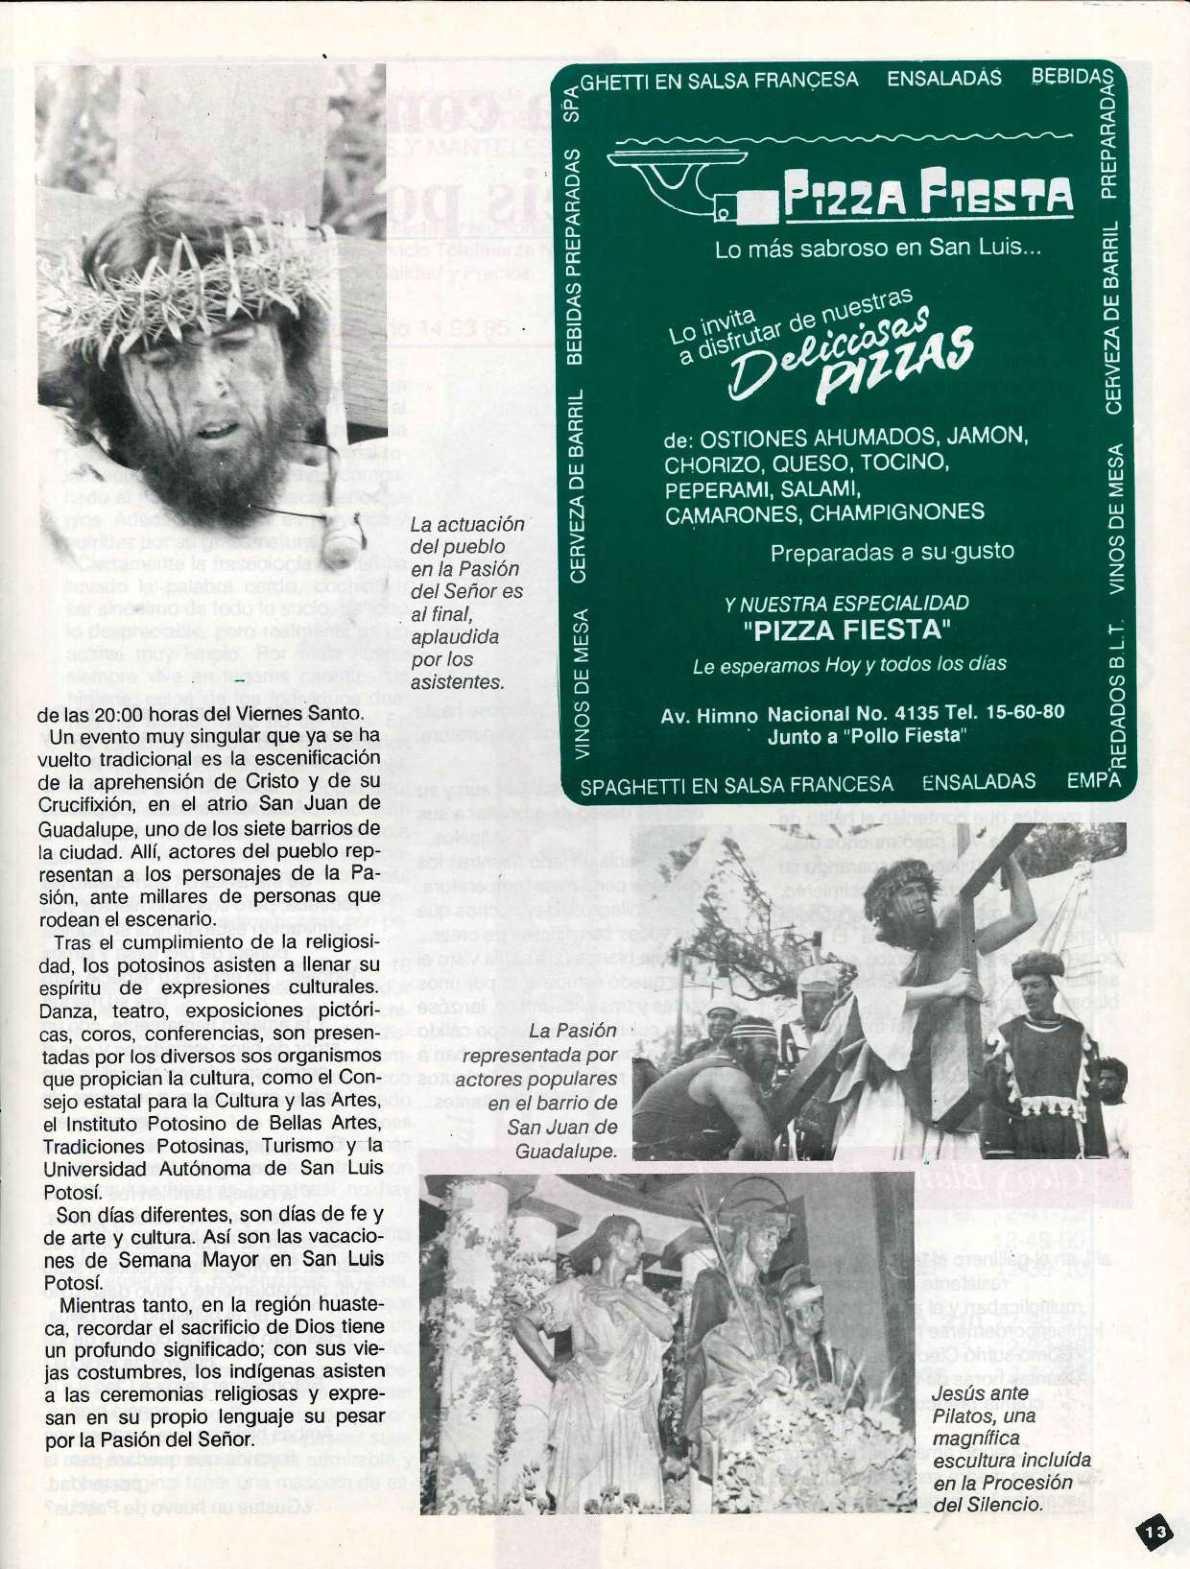 La actuación
del pueblo
en la Pasión
del Señor es
al final,
aplaudida
por los
asistentes.
de las 20:00 horas del Viernes Santo.
Un evento muy singular que ya se ha
vuelto tradicional es la escenificación
de la aprehensión de Cristo y de su
Crucifixión, en el atrio San Juan de
Guadalupe, uno de los siete barrios de
la ciudad. Allí, actores del pueblo rep-
resentan a los personajes de la Pa-
sión, ante millares de personas que
rodean el escenario.
Tras el cumplimiento de la religiosi-
dad, los potosinos asisten a llenar su
espíritu de expresiones culturales.
Danza, teatro, exposiciones pictóri-
cas, coros, conferencias, son presen-
tadas por los diversos sos organismos
que propician la cultura, como el Con-
sejo estatal para la Cultura y las Artes,
el Instituto Potosino de Bellas Artes,
Tradiciones Potosinas, Turismo y la
Universidad Autónoma de San Luis
Potosí.
Son días diferentes, son días de fe y
de arte y cultura. Así son las vacacio-
nes de Semana Mayor en San Luis
Potosí.
Mientras tanto, en la región huaste-
ca, recordar el sacrificio de Dios tiene
un profundo significado; con sus vie-
jas costumbres, los indígenas asisten
a las ceremonias religiosas y expre-
san en su propio lenguaje su pesar
por la Pasión del Señor.
SPAGHETTI EN SALSA FRANCESA ENSALADAS BEBIDAS
PREPARADAS CERVEZA DE BARRIL VINOS DE MESA
EMPAREDADOS B.L.T.
VINOS DE MESA CERVEZA DE BARRIL BEBIDAS PREPARADAS
PIZZA FIESTA
Lo más sabroso en San Luis...
Lo invita
a disfrutar de nuestras
Deliciosas
PIZZAS
de: OSTIONES AHUMADOS, JAMON,
CHORIZO, QUESO, TOCINO,
PEPERAMI, SALAMI,
CAMARONES, CHAMPIGNONES
Preparadas a su gusto
Y NUESTRA ESPECIALIDAD
"PIZZA FIESTA"
Le esperamos Hoy y todos los días
Av. Himno Nacional No. 4135 Tel. 15-60-80
Junto a "Pollo Fiesta"
SPAGHETTI EN SALSA FRANCESA ENSALADAS
La Pasión
representada por
actores populares
en el barrio de
San Juan de
Guadalupe.
Jesús ante
Pilatos, una
magnífica
escultura incluída
en la Procesión
del Silencio.
13